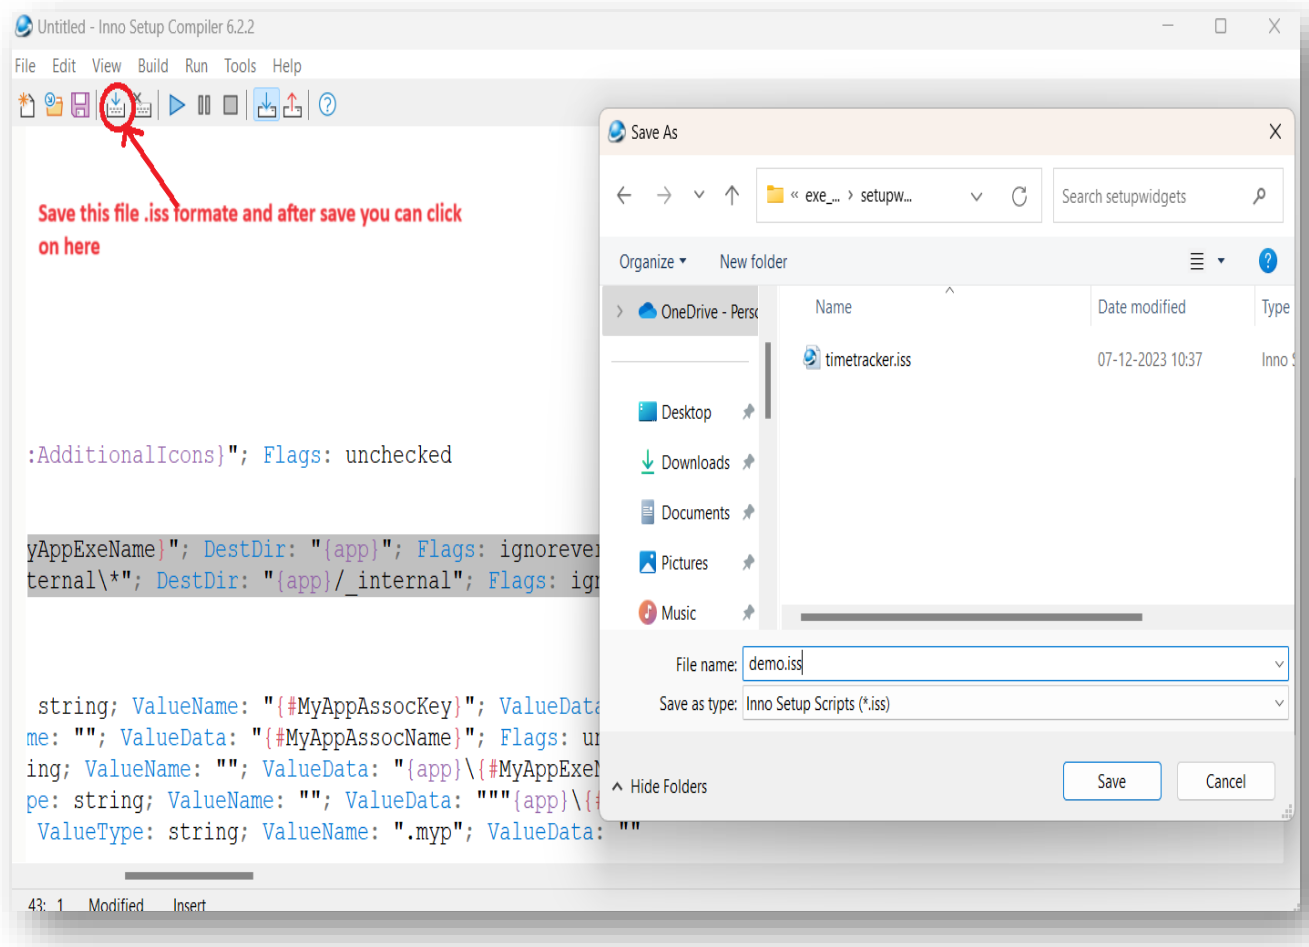 Untitled - Inno Setup Compiler 6.2.2
File Edit View Build Run Tools Help
Save this file .iss formate and after save you can click
on here
:AdditionalIcons}"; Flags: unchecked
yAppExeName}"; DestDir: "{app}"; Flags: ignorever
ternal\*"; DestDir: "{app}/_internal"; Flags: ign
string; ValueName: "{#MyAppAssocKey}"; ValueData
me: ""; ValueData: "{#MyAppAssocName}"; Flags: un
ing; ValueName: ""; ValueData: "{app}\{#MyAppExeN
pe: string; ValueName: ""; ValueData: """{app}\{#
ValueType: string; ValueName: ".myp"; ValueData: ""
43: 1 Modified Insert
Save As
« exe_... › setupw...
Search setupwidgets
Organize
New folder
OneDrive - Perso
Name Date modified Type
timetracker.iss 07-12-2023 10:37 Inno S
Desktop
Downloads
Documents
Pictures
Music
File name: demo.iss
Save as type: Inno Setup Scripts (*.iss)
Hide Folders
Save
Cancel